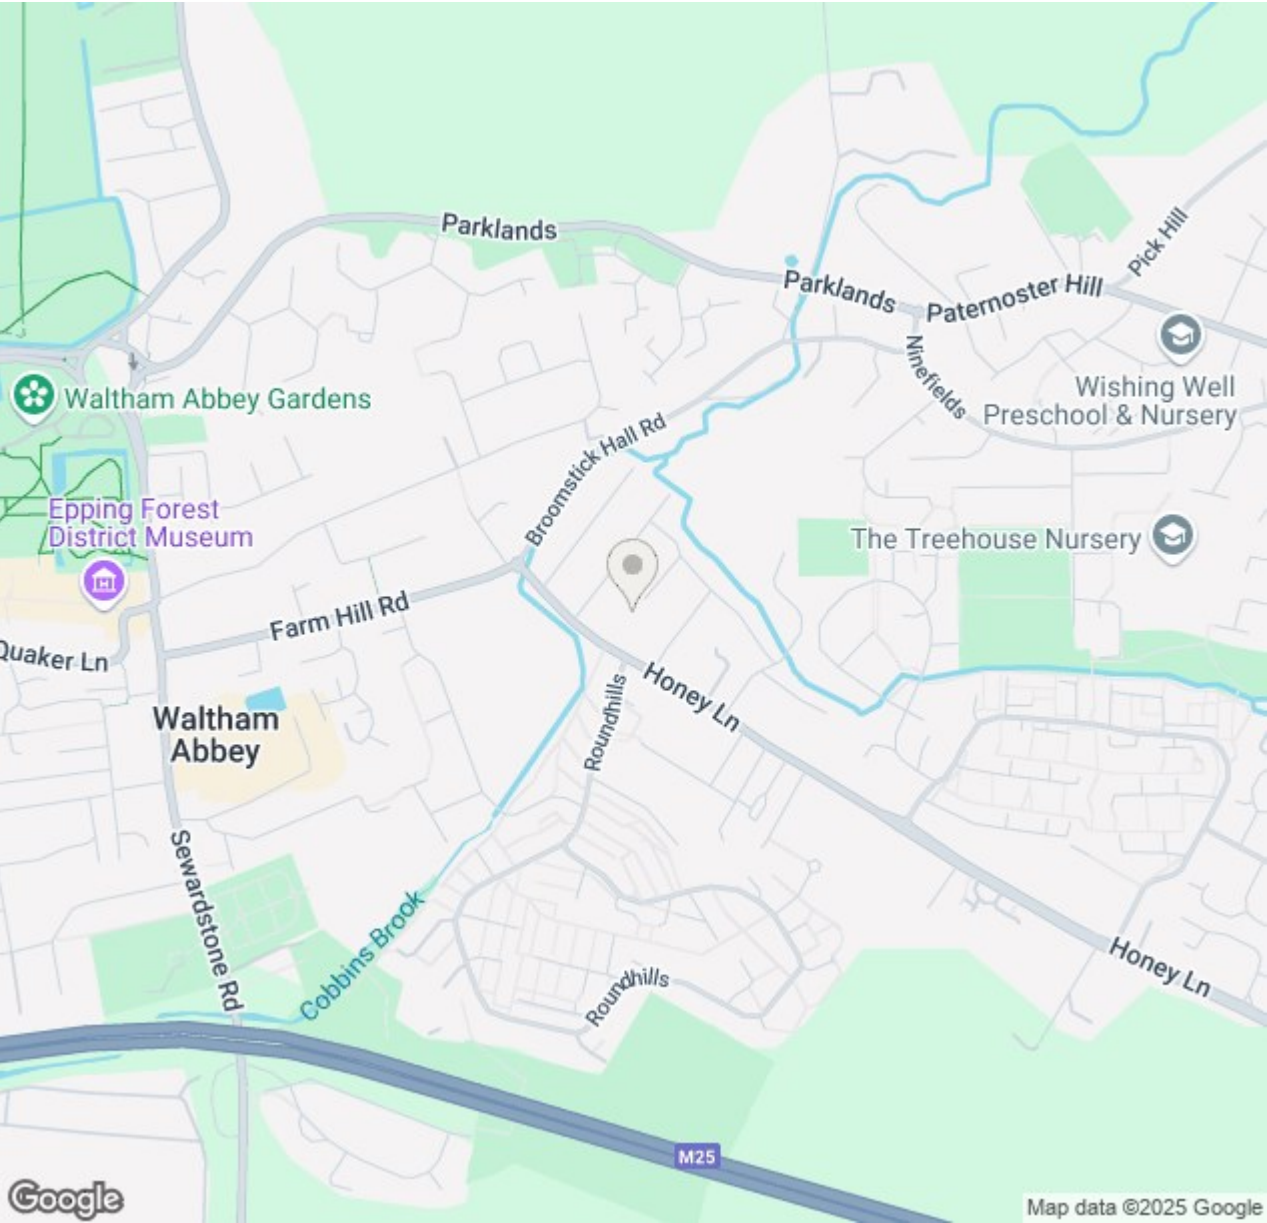 Parklands
Parklands
Paternoster Hill
Pick Hill
Ninefields
Wishing Well
Preschool & Nursery
Waltham Abbey Gardens
Broomstick Hall Rd
Epping Forest
District Museum
The Treehouse Nursery
Farm Hill Rd
Quaker Ln
Honey Ln
Roundhills
Waltham
Abbey
Sewardstone Rd
Cobbins Brook
Roundhills
Honey Ln
M25
Google
Map data ©2025 Google